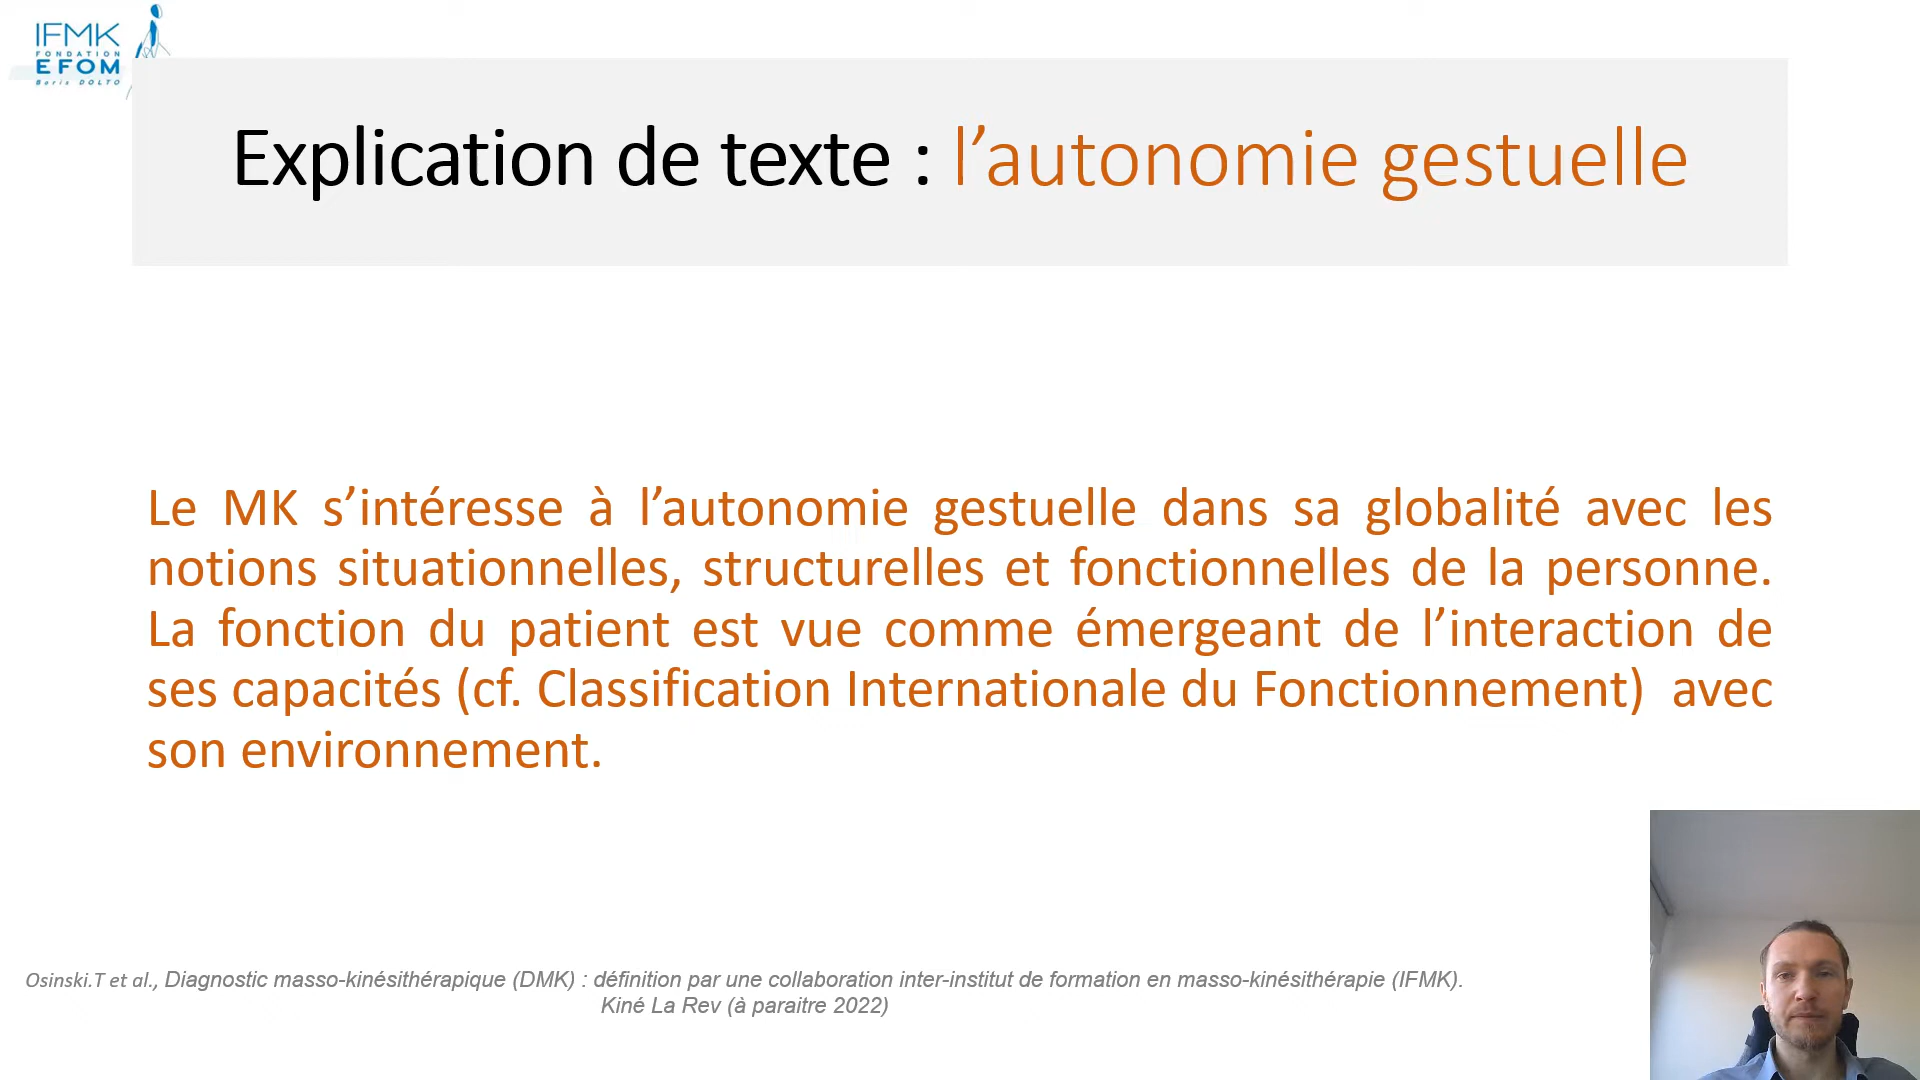 IFMK
FONDATION
EFOM
Boris DOLTO
Explication de texte : l’autonomie gestuelle
Le MK s’intéresse à l’autonomie gestuelle dans sa globalité avec les
notions situationnelles, structurelles et fonctionnelles de la personne.
La fonction du patient est vue comme émergeant de l’interaction de
ses capacités (cf. Classification Internationale du Fonctionnement) avec
son environnement.
Osinski.T et al., Diagnostic masso-kinésithérapique (DMK) : définition par une collaboration inter-institut de formation en masso-kinésithérapie (IFMK).
Kiné La Rev (à paraitre 2022)